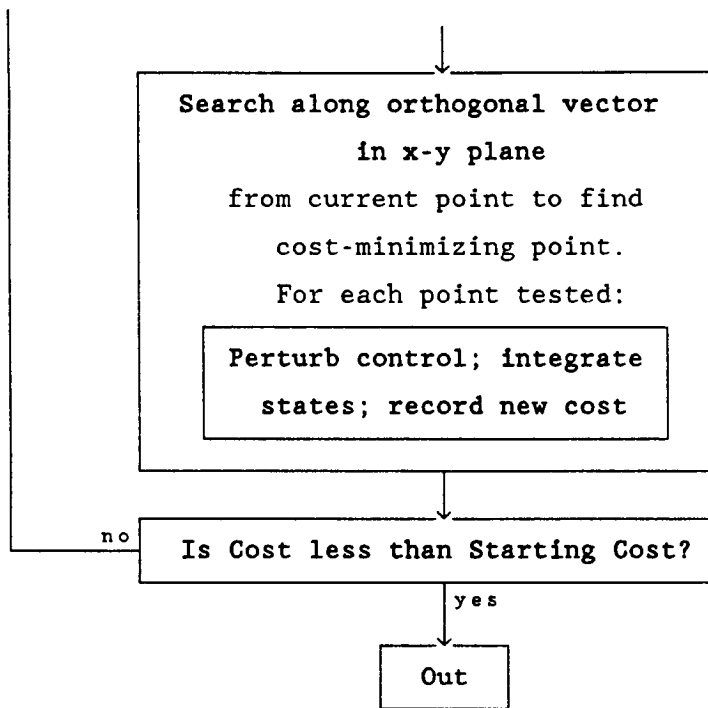 Search along orthogonal vector
in x-y plane
from current point to find
cost-minimizing point.
For each point tested:
Perturb control; integrate
states; record new cost
no
Is Cost less than Starting Cost?
yes
Out